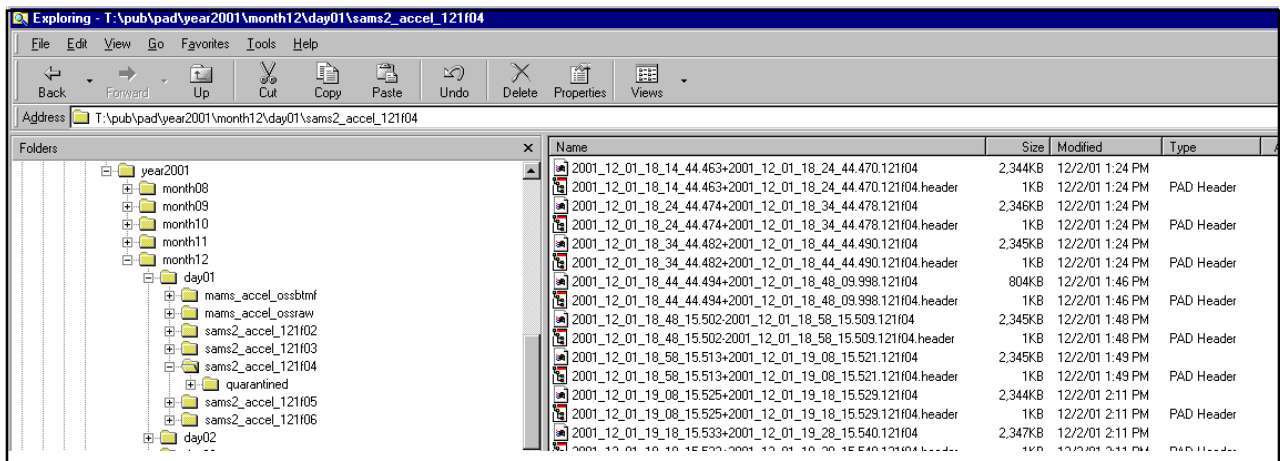 Exploring - T:\pub\pad\year2001\month12\day01\sams2_accel_121f04
File Edit View Go Favorites Tools Help
Back Forward Up Cut Copy Paste Undo Delete Properties Views
Address T:\pub\pad\year2001\month12\day01\sams2_accel_121f04
Folders
year2001
month08
month09
month10
month11
month12
day01
mams_accel_ossbtmf
mams_accel_ossraw
sams2_accel_121f02
sams2_accel_121f03
sams2_accel_121f04
quarantined
sams2_accel_121f05
sams2_accel_121f06
day02
Name Size Modified Type
2001_12_01_18_14_44.463+2001_12_01_18_24_44.470.121f04 2,344KB 12/2/01 1:24 PM
2001_12_01_18_14_44.463+2001_12_01_18_24_44.470.121f04.header 1KB 12/2/01 1:24 PM PAD Header
2001_12_01_18_24_44.474+2001_12_01_18_34_44.478.121f04 2,346KB 12/2/01 1:24 PM
2001_12_01_18_24_44.474+2001_12_01_18_34_44.478.121f04.header 1KB 12/2/01 1:24 PM PAD Header
2001_12_01_18_34_44.482+2001_12_01_18_44_44.490.121f04 2,345KB 12/2/01 1:24 PM
2001_12_01_18_34_44.482+2001_12_01_18_44_44.490.121f04.header 1KB 12/2/01 1:24 PM PAD Header
2001_12_01_18_44_44.494+2001_12_01_18_48_09.998.121f04 804KB 12/2/01 1:46 PM
2001_12_01_18_44_44.494+2001_12_01_18_48_09.998.121f04.header 1KB 12/2/01 1:46 PM PAD Header
2001_12_01_18_48_15.502-2001_12_01_18_58_15.509.121f04 2,345KB 12/2/01 1:48 PM
2001_12_01_18_48_15.502-2001_12_01_18_58_15.509.121f04.header 1KB 12/2/01 1:48 PM PAD Header
2001_12_01_18_58_15.513+2001_12_01_19_08_15.521.121f04 2,345KB 12/2/01 1:49 PM
2001_12_01_18_58_15.513+2001_12_01_19_08_15.521.121f04.header 1KB 12/2/01 1:49 PM PAD Header
2001_12_01_19_08_15.525+2001_12_01_19_18_15.529.121f04 2,344KB 12/2/01 2:11 PM
2001_12_01_19_08_15.525+2001_12_01_19_18_15.529.121f04.header 1KB 12/2/01 2:11 PM PAD Header
2001_12_01_19_18_15.533+2001_12_01_19_28_15.540.121f04 2,347KB 12/2/01 2:11 PM